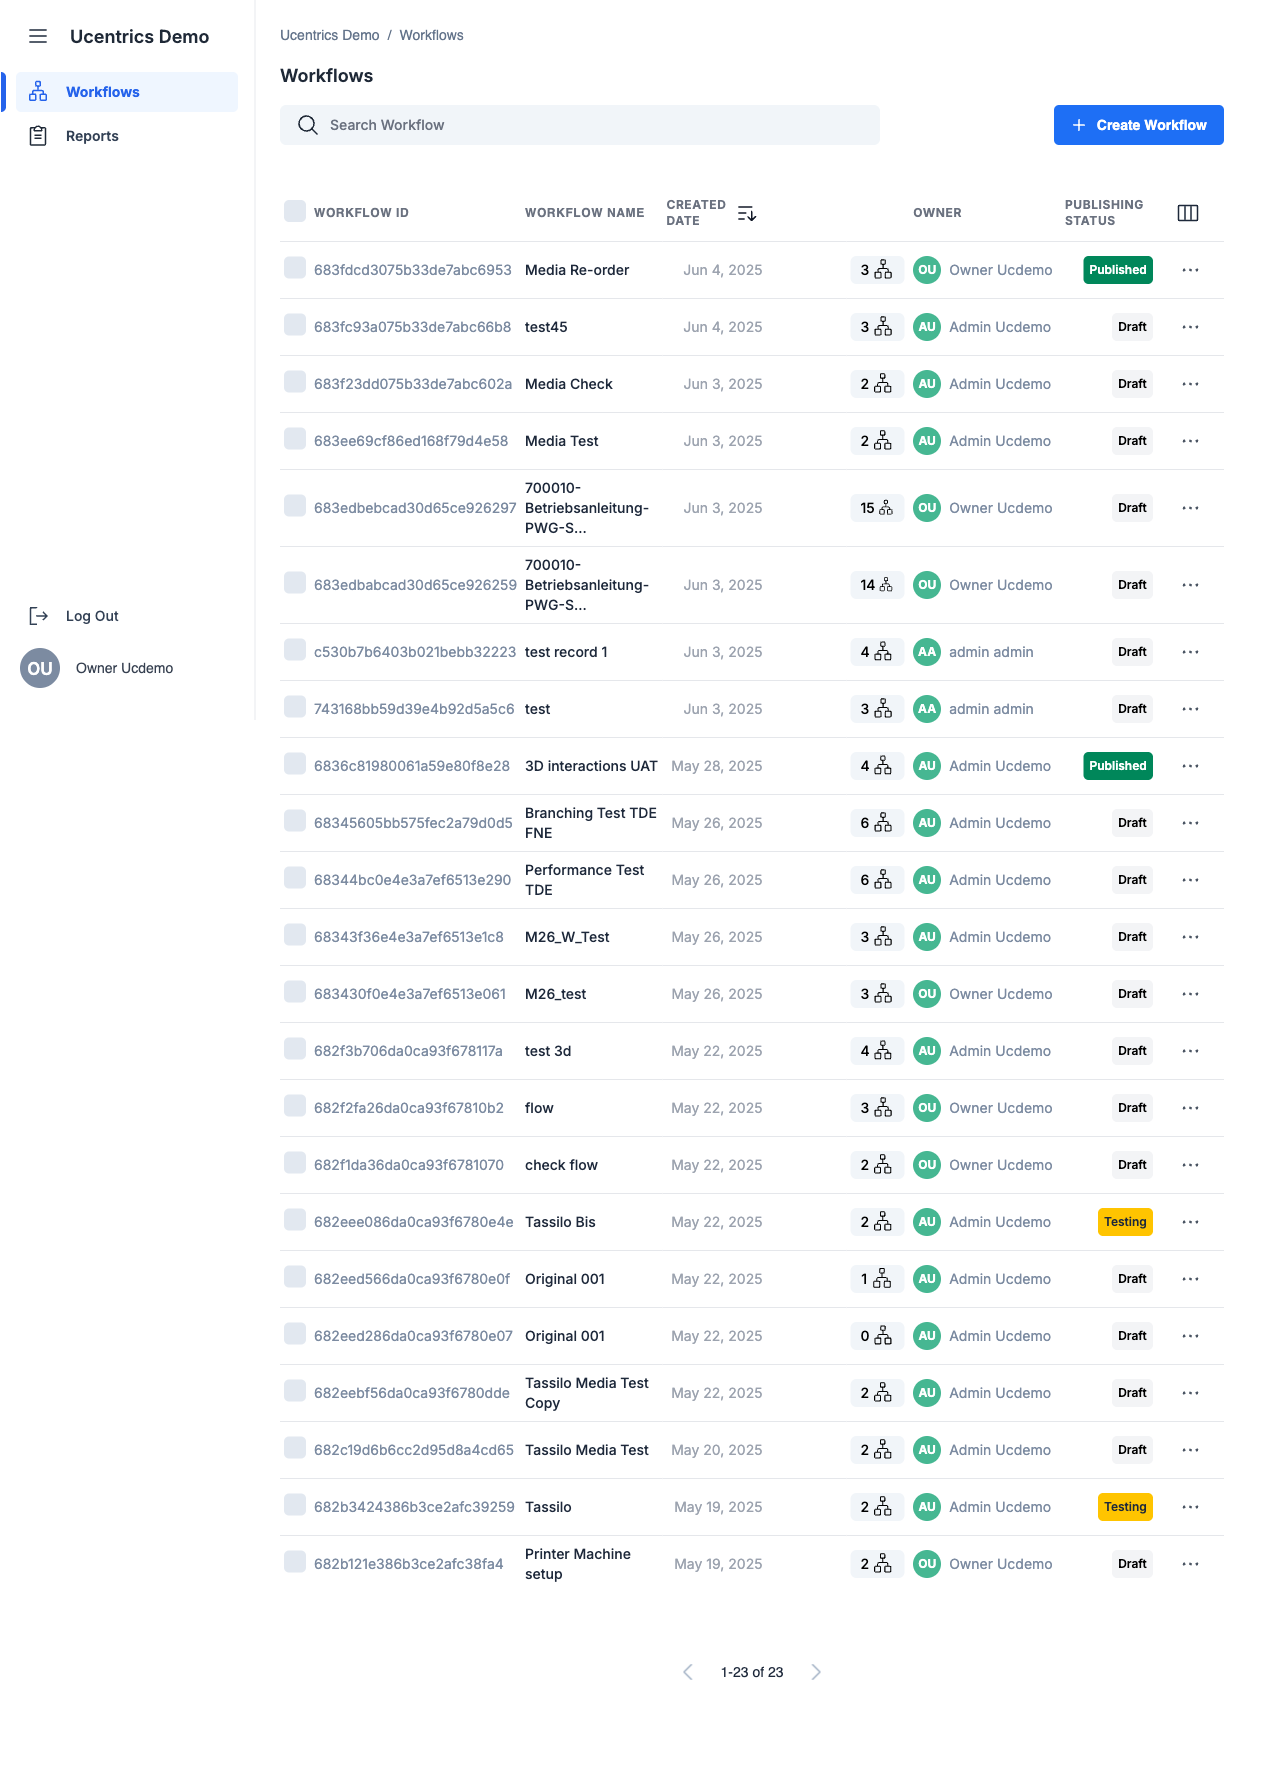 Ucentrics Demo
Workflows
Reports
Log Out
OU Owner Ucdemo
Ucentrics Demo / Workflows
Workflows
Search Workflow
Create Workflow
WORKFLOW ID WORKFLOW NAME CREATED DATE OWNER PUBLISHING STATUS
683fdcd3075b33de7abc6953 Media Re-order Jun 4, 2025 3 OU Owner Ucdemo Published
683fc93a075b33de7abc66b8 test45 Jun 4, 2025 3 AU Admin Ucdemo Draft
683f23dd075b33de7abc602a Media Check Jun 3, 2025 2 AU Admin Ucdemo Draft
683ee69cf86ed168f79d4e58 Media Test Jun 3, 2025 2 AU Admin Ucdemo Draft
683edbebcad30d65ce926297 700010-Betriebsanleitung-PWG-S... Jun 3, 2025 15 OU Owner Ucdemo Draft
683edbabcad30d65ce926259 700010-Betriebsanleitung-PWG-S... Jun 3, 2025 14 OU Owner Ucdemo Draft
c530b7b6403b021bebb32223 test record 1 Jun 3, 2025 4 AA admin admin Draft
743168bb59d39e4b92d5a5c6 test Jun 3, 2025 3 AA admin admin Draft
6836c81980061a59e80f8e28 3D interactions UAT May 28, 2025 4 AU Admin Ucdemo Published
68345605bb575fec2a79d0d5 Branching Test TDE FNE May 26, 2025 6 AU Admin Ucdemo Draft
68344bc0e4e3a7ef6513e290 Performance Test TDE May 26, 2025 6 AU Admin Ucdemo Draft
68343f36e4e3a7ef6513e1c8 M26_W_Test May 26, 2025 3 AU Admin Ucdemo Draft
683430f0e4e3a7ef6513e061 M26_test May 26, 2025 3 OU Owner Ucdemo Draft
682f3b706da0ca93f678117a test 3d May 22, 2025 4 AU Admin Ucdemo Draft
682f2fa26da0ca93f67810b2 flow May 22, 2025 3 OU Owner Ucdemo Draft
682f1da36da0ca93f6781070 check flow May 22, 2025 2 OU Owner Ucdemo Draft
682eee086da0ca93f6780e4e Tassilo Bis May 22, 2025 2 AU Admin Ucdemo Testing
682eed566da0ca93f6780e0f Original 001 May 22, 2025 1 AU Admin Ucdemo Draft
682eed286da0ca93f6780e07 Original 001 May 22, 2025 0 AU Admin Ucdemo Draft
682eebf56da0ca93f6780dde Tassilo Media Test Copy May 22, 2025 2 AU Admin Ucdemo Draft
682c19d6b6cc2d95d8a4cd65 Tassilo Media Test May 20, 2025 2 AU Admin Ucdemo Draft
682b3424386b3ce2afc39259 Tassilo May 19, 2025 2 AU Admin Ucdemo Testing
682b121e386b3ce2afc38fa4 Printer Machine setup May 19, 2025 2 OU Owner Ucdemo Draft
1-23 of 23